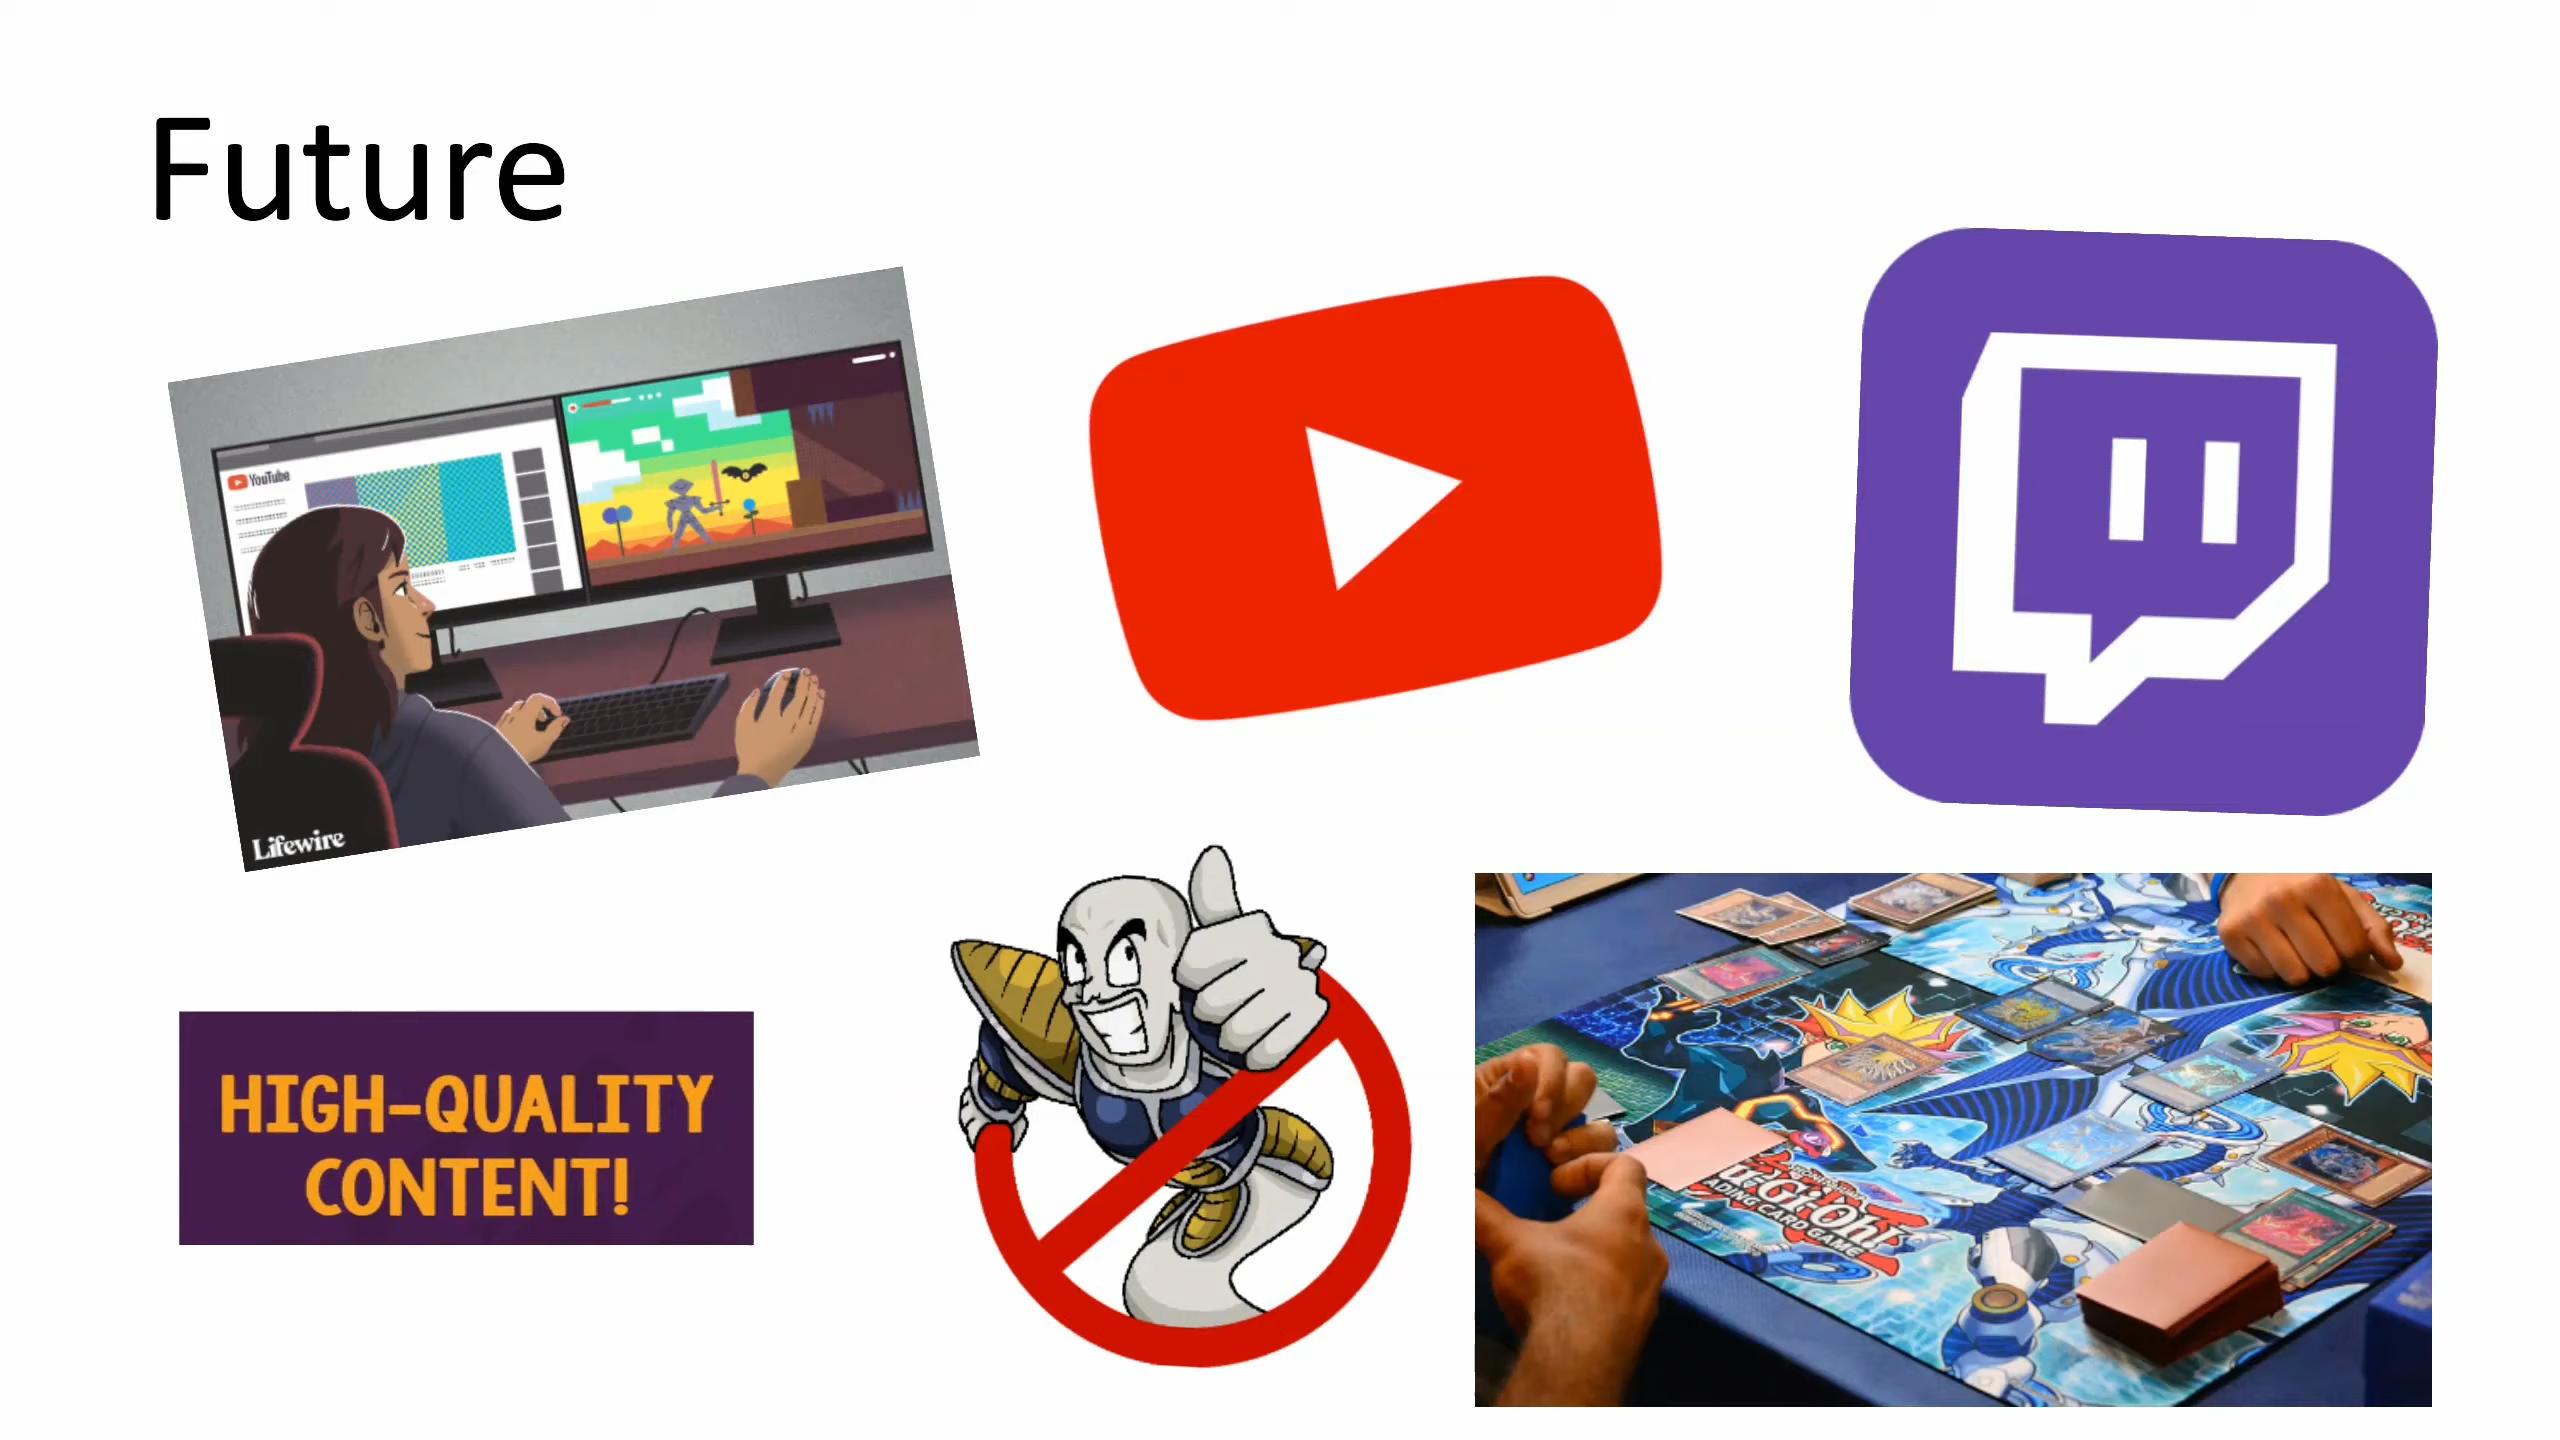 Future
YouTube
Lifewire
HIGH-QUALITY
CONTENT!
Yu-Gi-Oh!
TRADING CARD GAME